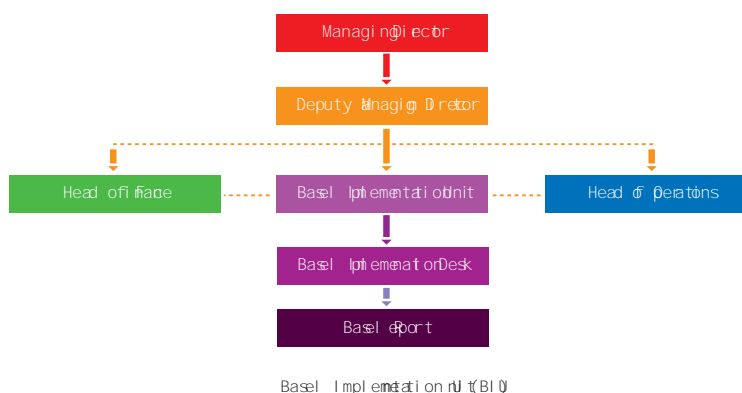 Managing Director
Deputy Managing Director
Head of Finance
Basel Implementation Unit
Head of Operations
Basel Implementation Desk
Basel Report
Basel Implementation Unit (BIU)